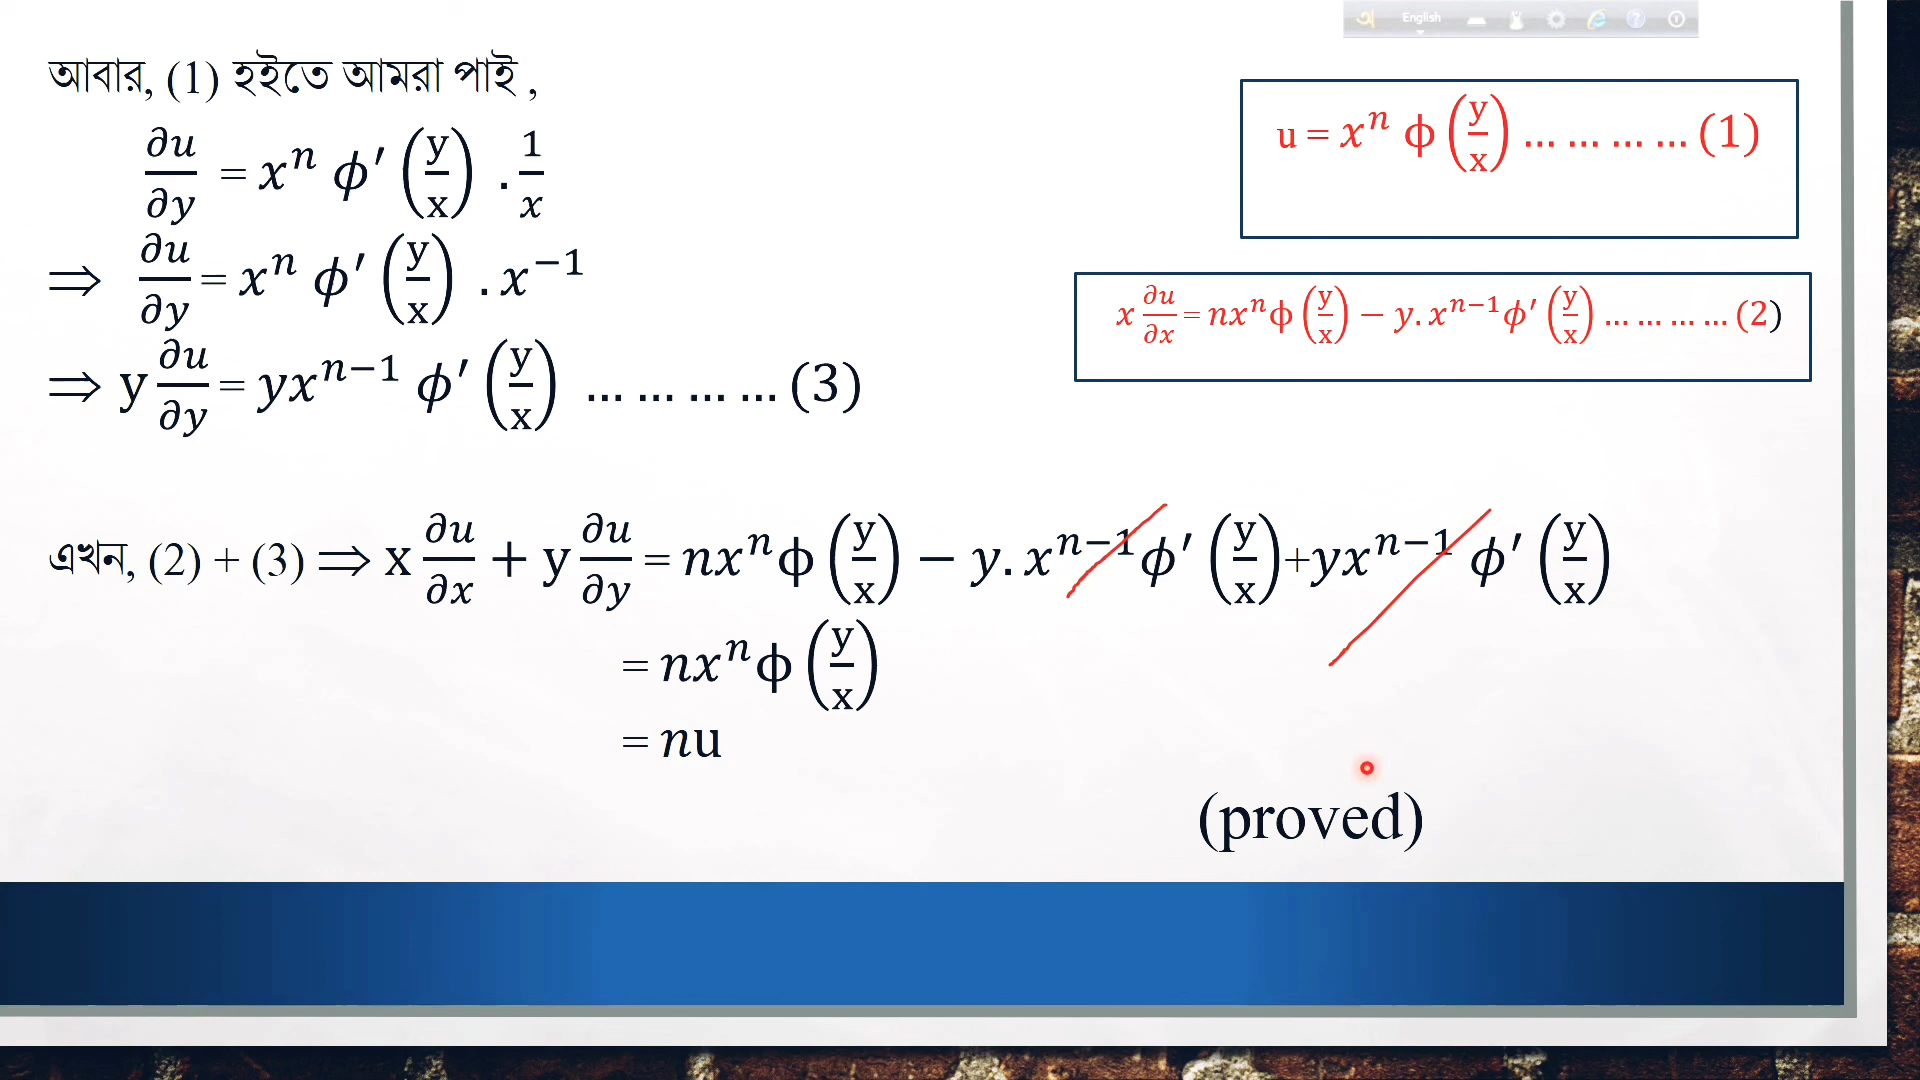 English
আবার, (1) হইতে আমরা পাই ,
∂u/∂y = xⁿ ϕ′(y/x) . 1/x
⇒ ∂u/∂y = xⁿ ϕ′(y/x) . x⁻¹
⇒ y ∂u/∂y = yxⁿ⁻¹ ϕ′(y/x) … … … … (3)
u = xⁿ ϕ(y/x) … … … … (1)
x ∂u/∂x = nxⁿϕ(y/x) − y. xⁿ⁻¹ϕ′(y/x) … … … … (2)
এখন, (2) + (3) ⇒ x ∂u/∂x + y ∂u/∂y = nxⁿϕ(y/x) − y. xⁿ⁻¹ϕ′(y/x)+yxⁿ⁻¹ ϕ′(y/x)
= nxⁿϕ(y/x)
= nu
(proved)